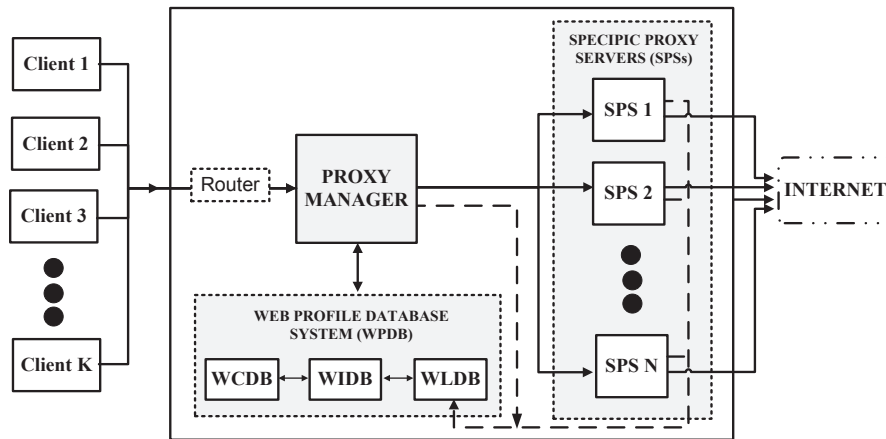 Client 1
Client 2
Client 3
Client K
Router
PROXY
MANAGER
WEB PROFILE DATABASE
SYSTEM (WPDB)
WCDB
WIDB
WLDB
SPECIPIC PROXY
SERVERS (SPSs)
SPS 1
SPS 2
SPS N
INTERNET